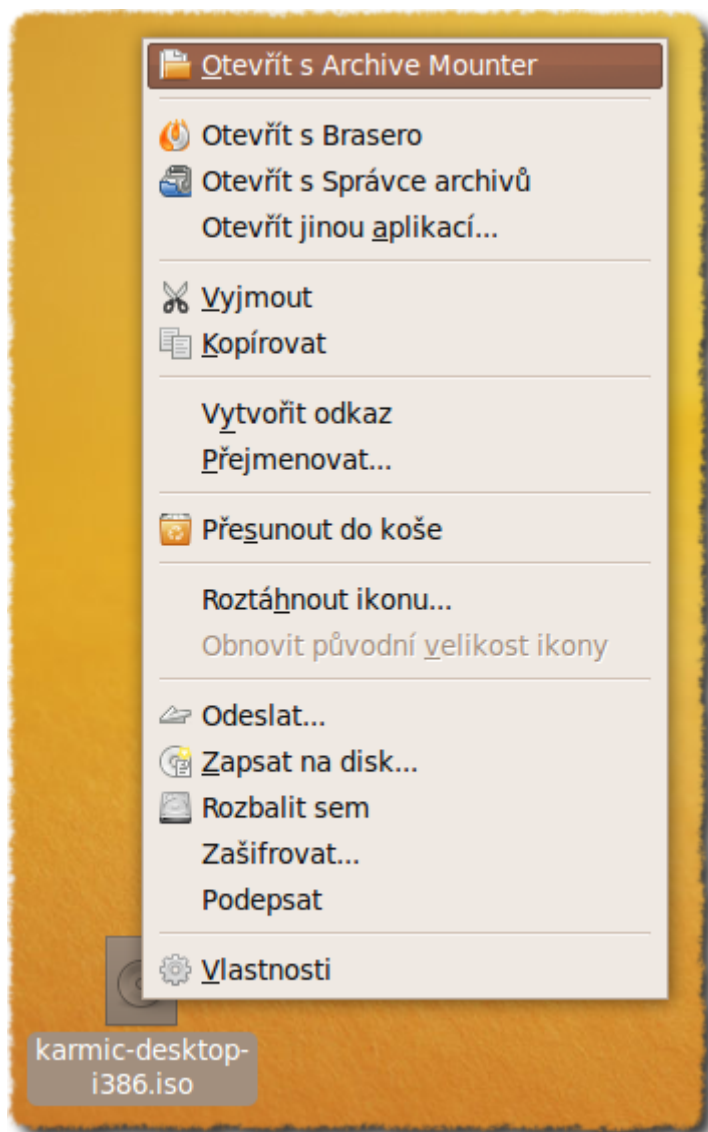 Otevřít s Archive Mounter
Otevřít s Brasero
Otevřít s Správce archivů
Otevřít jinou aplikací...
Vyjmout
Kopírovat
Vytvořit odkaz
Přejmenovat...
Přesunout do koše
Roztáhnout ikonu...
Obnovit původní velikost ikony
Odeslat...
Zapsat na disk...
Rozbalit sem
Zašifrovat...
Podepsat
Vlastnosti
karmic-desktop-
i386.iso